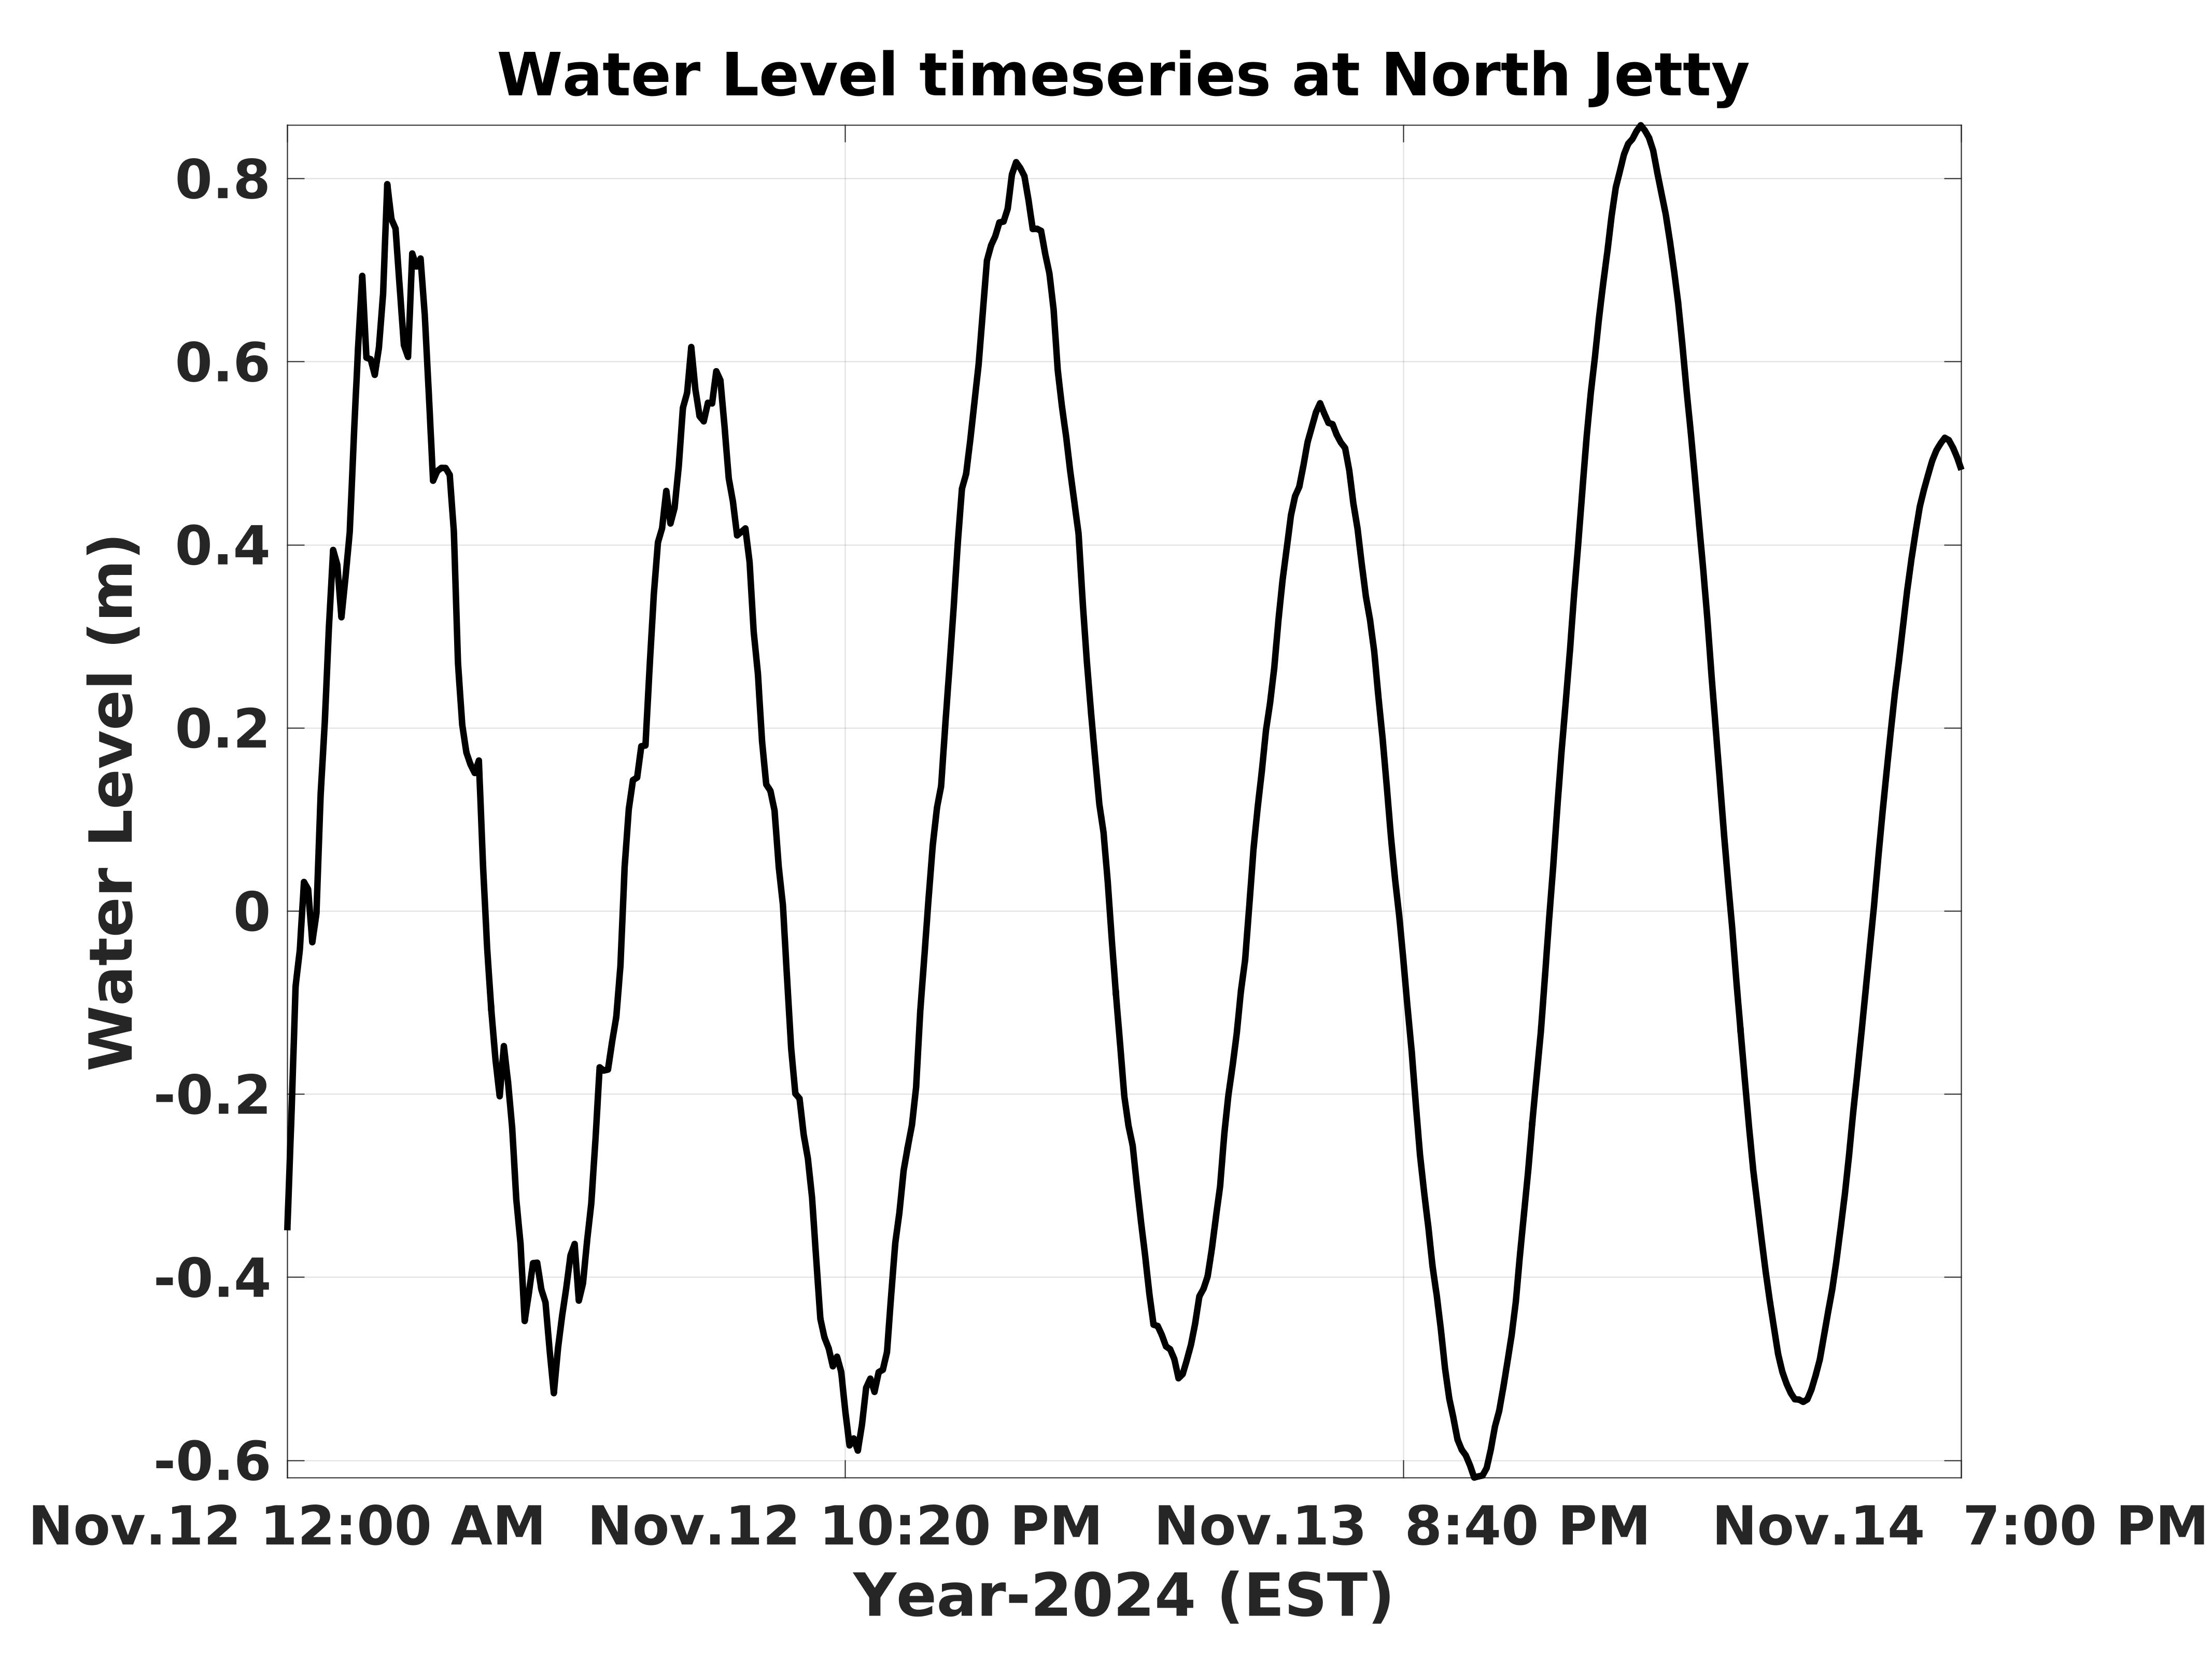 Water Level timeseries at North Jetty
0.8
0.6
0.4
0.2
0
-0.2
-0.4
-0.6
Water Level (m)
Nov.12 12:00 AM Nov.12 10:20 PM Nov.13 8:40 PM Nov.14 7:00 PM
Year-2024 (EST)